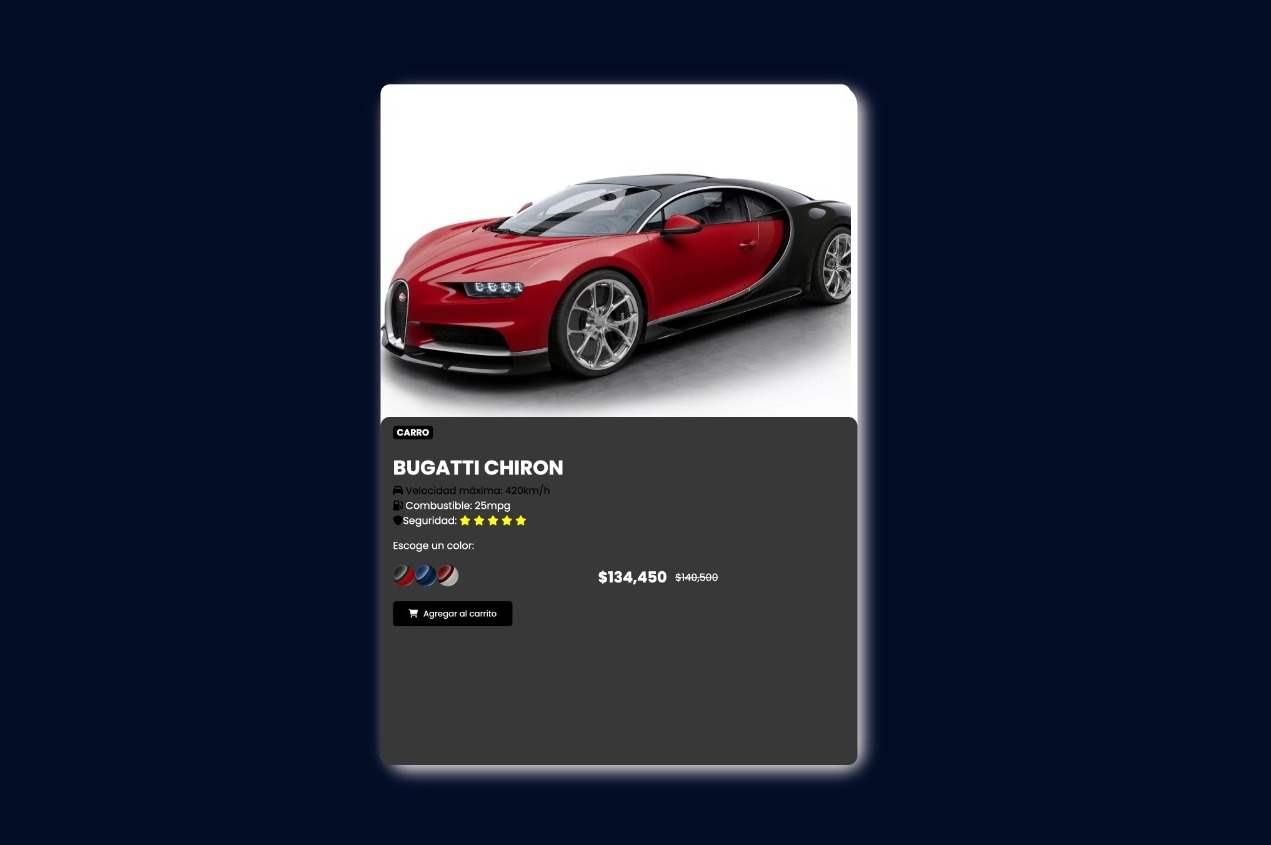 CARRO
BUGATTI CHIRON
Velocidad máxima: 420km/h
Combustible: 25mpg
Seguridad:
Escoge un color:
$134,450 $140,500
Agregar al carrito